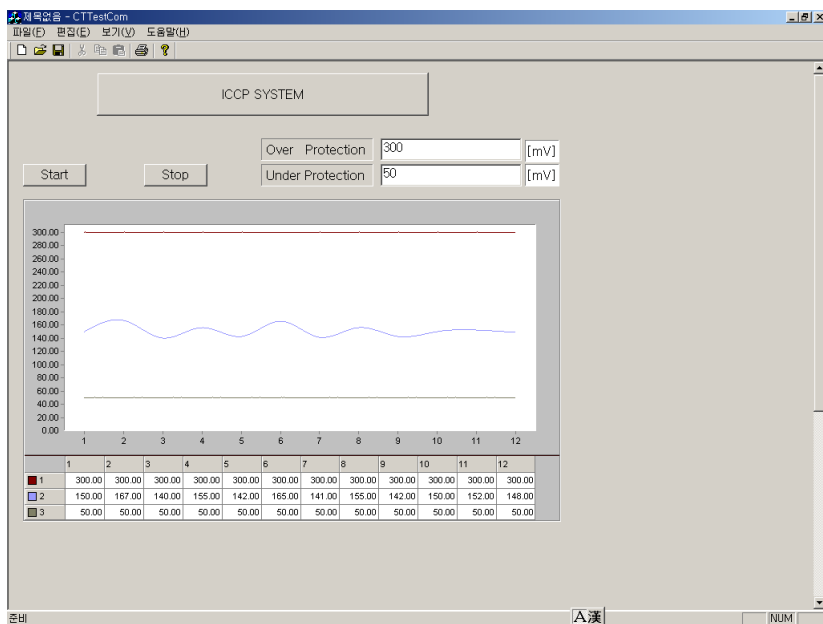 제목없음 - CTTestCom
파일(F) 편집(E) 보기(V) 도움말(H)
ICCP SYSTEM
Over Protection 300 [mV]
Start Stop Under Protection 50 [mV]
300.00
280.00
260.00
240.00
220.00
200.00
180.00
160.00
140.00
120.00
100.00
80.00
60.00
40.00
20.00
0.00
1 2 3 4 5 6 7 8 9 10 11 12
1 2 3 4 5 6 7 8 9 10 11 12
1 300.00 300.00 300.00 300.00 300.00 300.00 300.00 300.00 300.00 300.00 300.00 300.00
2 150.00 167.00 140.00 155.00 142.00 165.00 141.00 155.00 142.00 150.00 152.00 148.00
3 50.00 50.00 50.00 50.00 50.00 50.00 50.00 50.00 50.00 50.00 50.00 50.00
준비 A漢 NUM